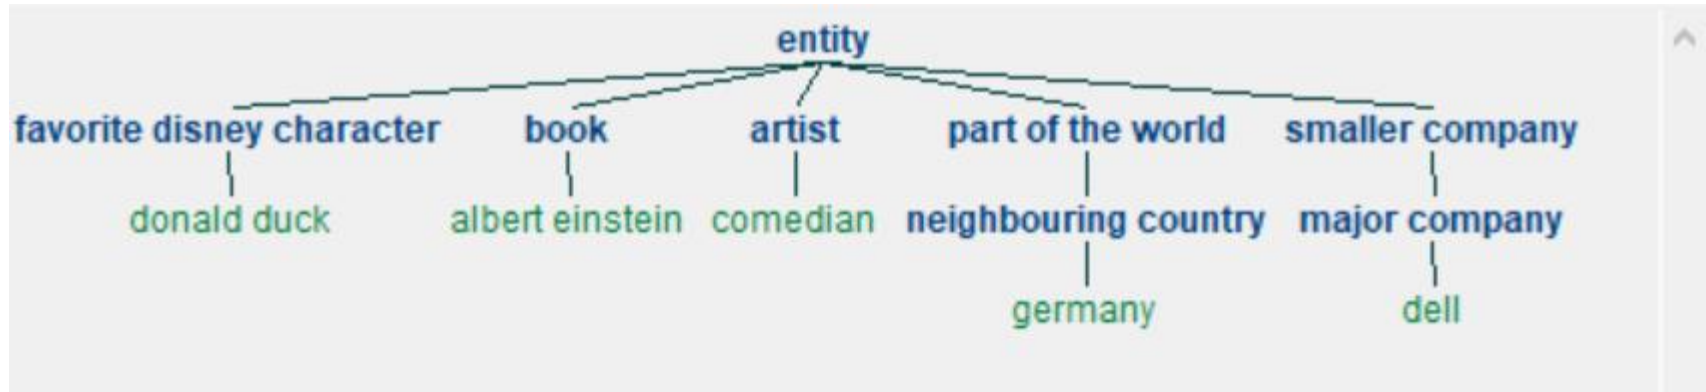 entity
favorite disney character book artist part of the world smaller company
donald duck albert einstein comedian neighbouring country major company
germany dell